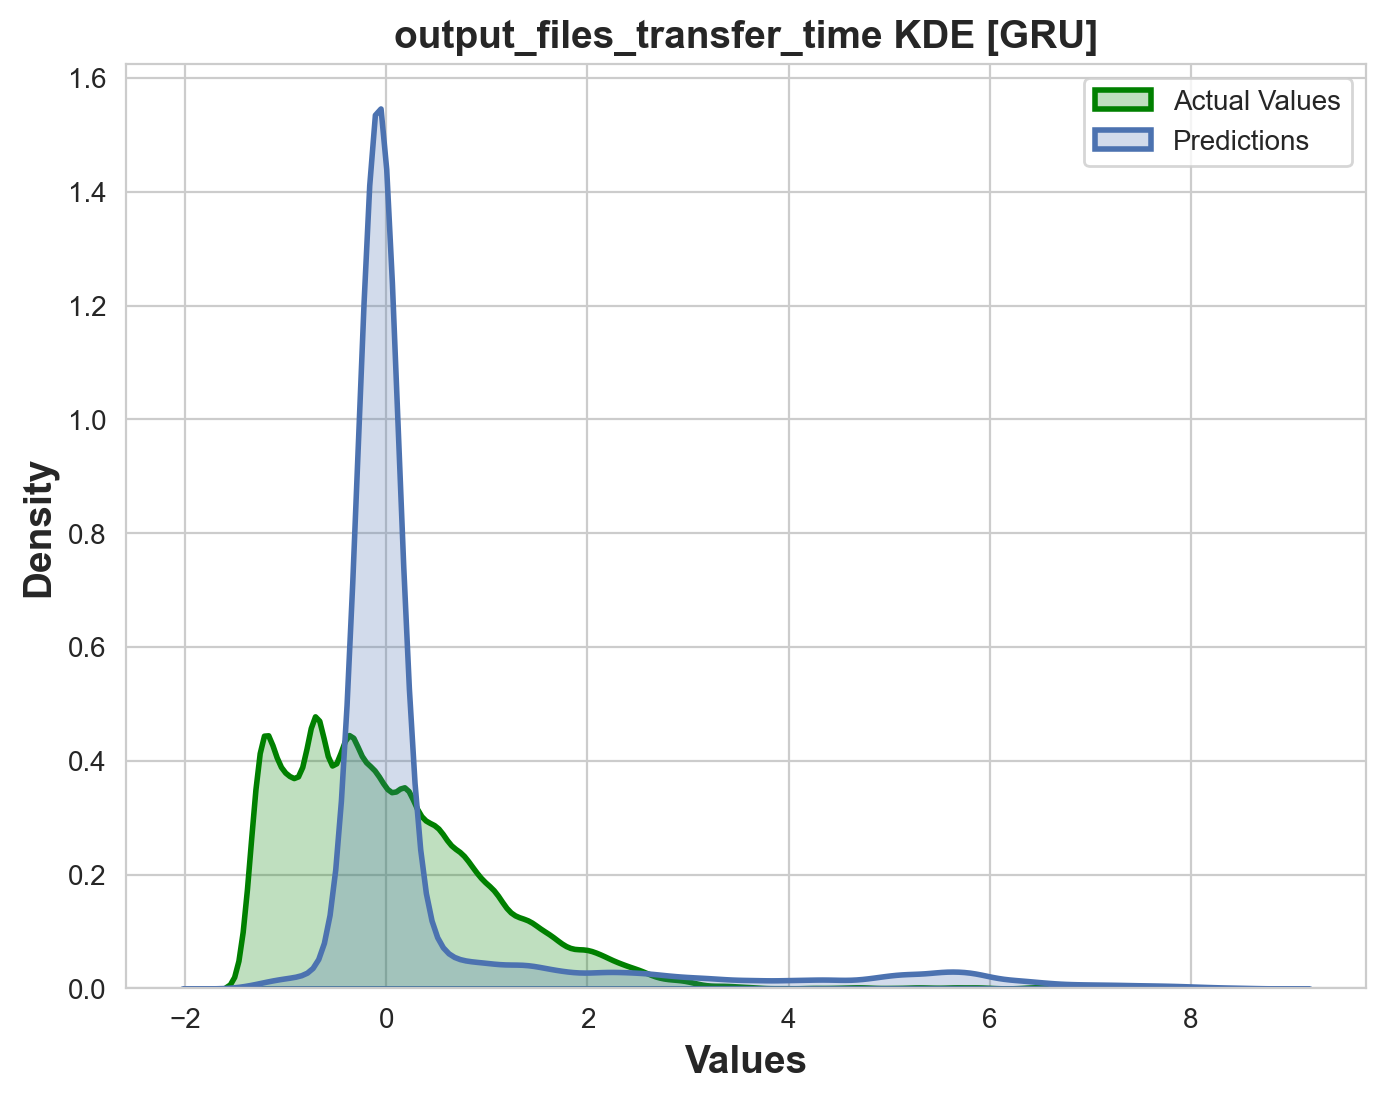 output_files_transfer_time KDE [GRU]
Actual Values
Predictions
1.6
1.4
1.2
1.0
0.8
0.6
0.4
0.2
0.0
Density
−2 0 2 4 6 8
Values